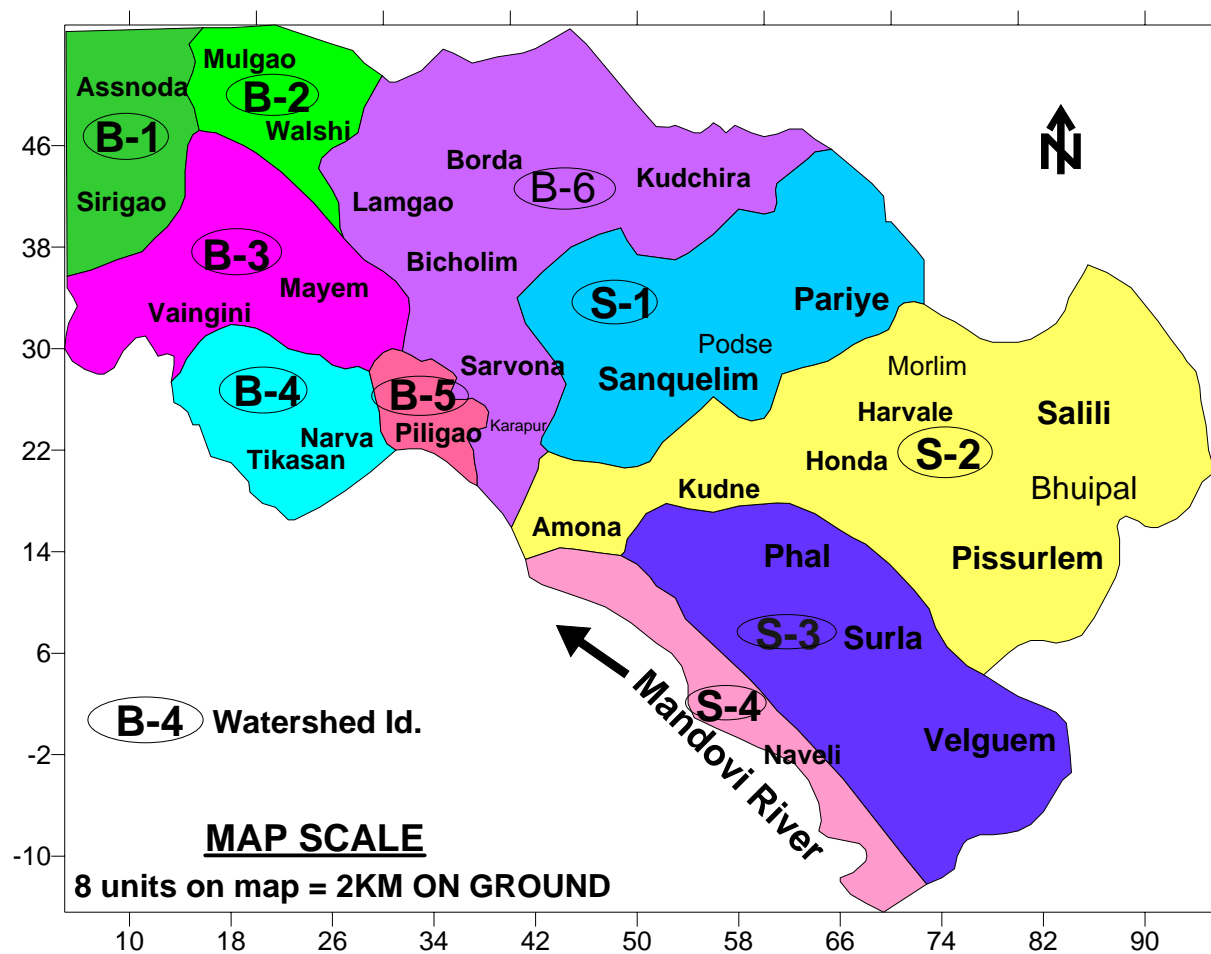 Mulgao
Assnoda
B-2
B-1
Walshi
N
46
Borda
Kudchira
B-6
Sirigao
Lamgao
38
B-3
Bicholim
Mayem
S-1
Pariye
Vaingini
30
Podse
Morlim
Sarvona
Sanquelim
B-4
B-5
Harvale
Salili
Karapur
Narva
Piligao
22
Tikasan
Honda
S-2
Kudne
Bhuipal
Amona
14
Phal
Pissurlem
S-3
Surla
6
S-4
Mandovi River
B-4 Watershed Id.
Velguem
-2
Naveli
MAP SCALE
-10
8 units on map = 2KM ON GROUND
10 18 26 34 42 50 58 66 74 82 90